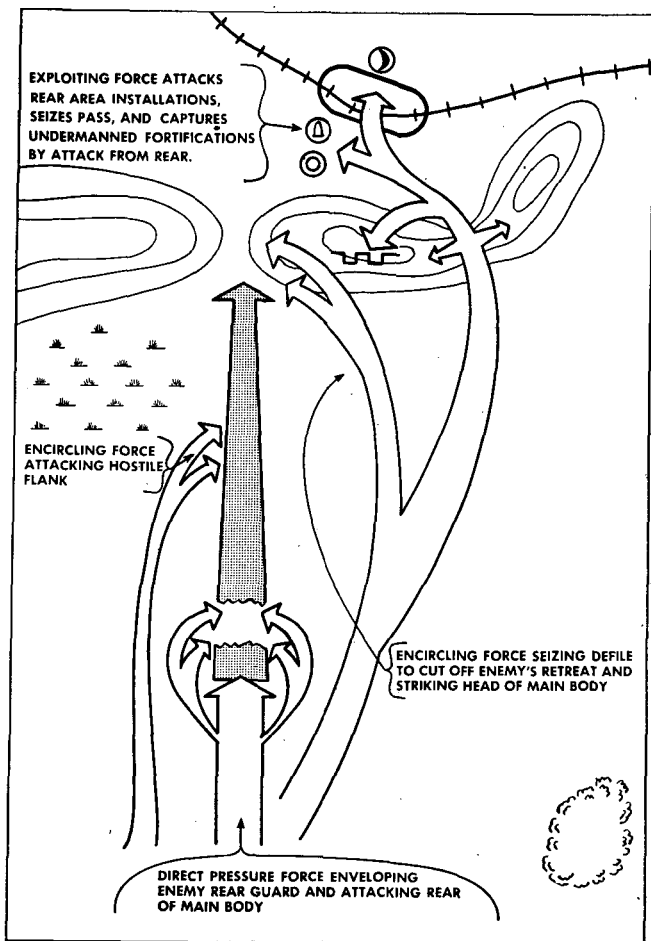 EXPLOITING FORCE ATTACKS
REAR AREA INSTALLATIONS,
SEIZES PASS, AND CAPTURES
UNDERMANNED FORTIFICATIONS
BY ATTACK FROM REAR.
ENCIRCLING FORCE
ATTACKING HOSTILE
FLANK
ENCIRCLING FORCE SEIZING DEFILE
TO CUT OFF ENEMY'S RETREAT AND
STRIKING HEAD OF MAIN BODY
DIRECT PRESSURE FORCE ENVELOPING
ENEMY REAR GUARD AND ATTACKING REAR
OF MAIN BODY